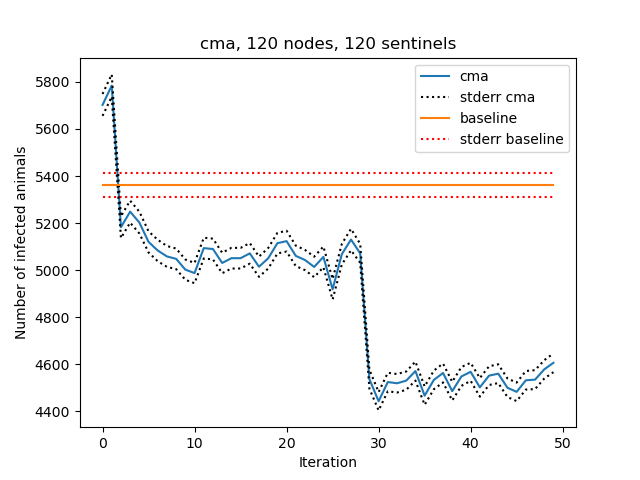 cma, 120 nodes, 120 sentinels
5800
5600
5400
5200
5000
4800
4600
4400
Number of infected animals
cma
stderr cma
baseline
stderr baseline
0
10
20
30
40
50
Iteration